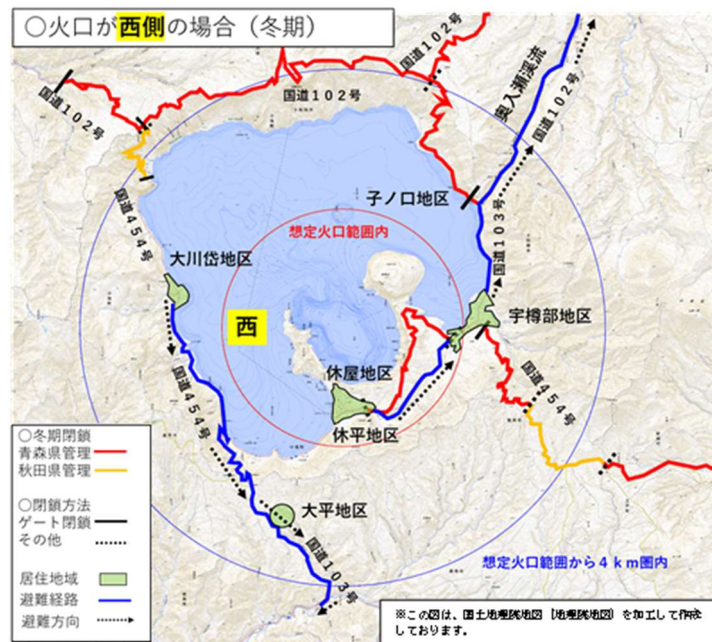 ○火口が西側の場合（冬期）
国道１０２号
国道１０２号
国道１０２号
奥入瀬渓流
国道１０２号
子ノ口地区
国道４５４号
想定火口範囲内
国道１０３号
大川岱地区
西
宇樽部地区
国道４５４号
休屋地区
国道４５４号
休平地区
大平地区
国道１０３号
想定火口範囲から４ｋｍ圏内
○冬期閉鎖
青森県管理
秋田県管理
○閉鎖方法
ゲート閉鎖
その他
居住地域
避難経路
避難方向
※この図は、国土地理院地図（地理院地図）を加工して作成
しております。